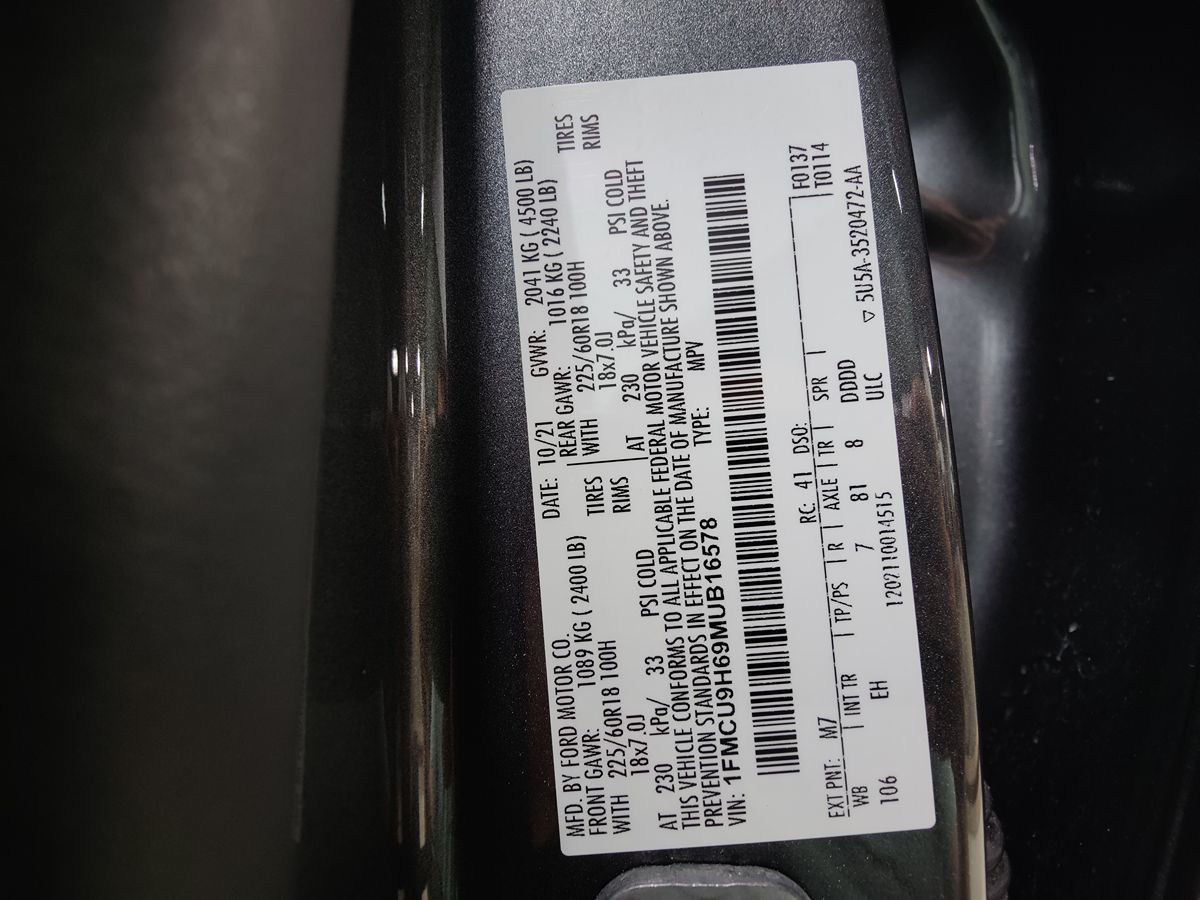 MFD. BY FORD MOTOR CO. DATE: 10/21 GVWR: 2041 KG ( 4500 LB)
FRONT GAWR: 1089 KG ( 2400 LB) REAR GAWR: 1016 KG ( 2240 LB)
WITH 225/60R18 100H TIRES WITH 225/60R18 100H TIRES
18x7.0J RIMS 18x7.0J RIMS
AT 230 kPa/ 33 PSI COLD AT 230 kPa/ 33 PSI COLD
THIS VEHICLE CONFORMS TO ALL APPLICABLE FEDERAL MOTOR VEHICLE SAFETY AND THEFT
PREVENTION STANDARDS IN EFFECT ON THE DATE OF MANUFACTURE SHOWN ABOVE.
VIN: 1FMCU9H69MUB16578 TYPE: MPV
EXT PNT: M7 RC: 41 DSO: F0137
WB | INT TR | TP/PS | R | AXLE | TR | SPR | T0114
106 EH 7 81 8 DDDD
1202110014515 ULC ▽ 5U5A-3520472-AA